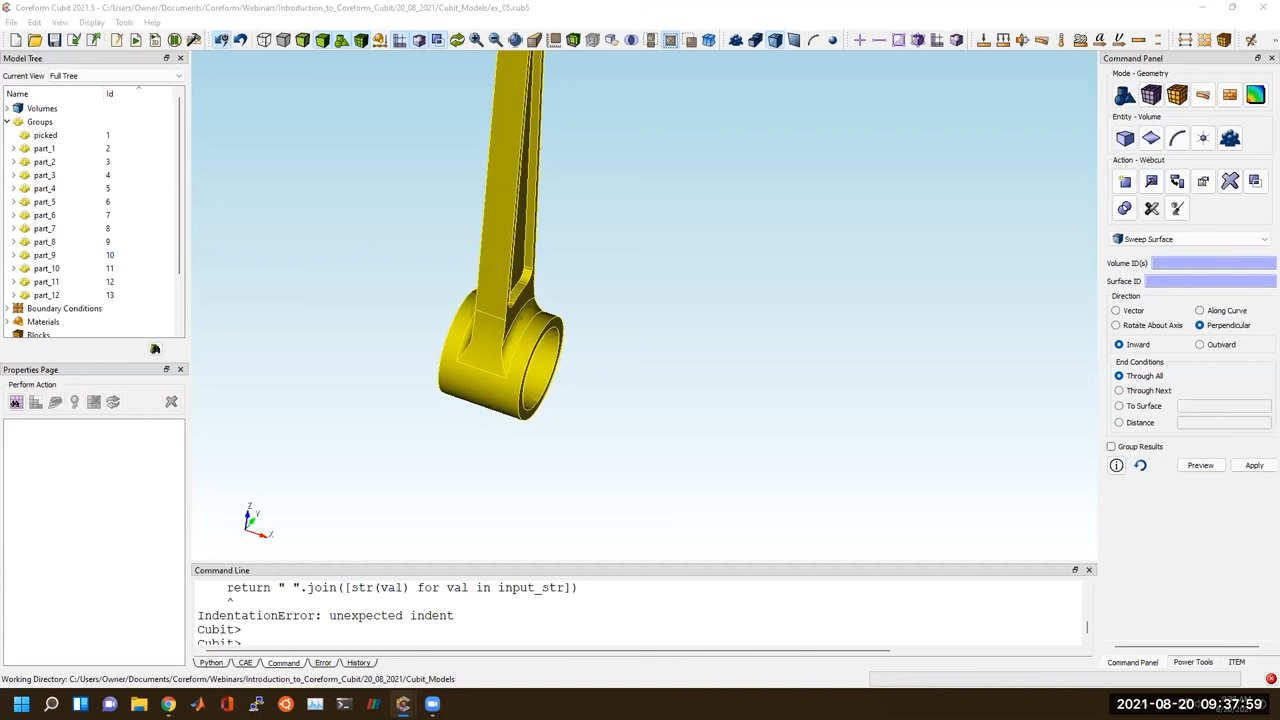 Coreform Cubit 2021.5 - C:/Users/Owner/Documents/Coreform/Webinars/Introduction_to_Coreform_Cubit/20_08_2021/Cubit_Models/ex_05.cub5
File Edit View Display Tools Help
Model Tree
Current View Full Tree
Name Id
Volumes
Groups
picked 1
part_1 2
part_2 3
part_3 4
part_4 5
part_5 6
part_6 7
part_7 8
part_8 9
part_9 10
part_10 11
part_11 12
part_12 13
Boundary Conditions
Materials
Blocks
Properties Page
Perform Action
Z
Y
X
Command Line
return " ".join([str(val) for val in input_str])
^
IndentationError: unexpected indent
Cubit>
Cubit>
Python CAE Command Error History
Command Panel
Mode - Geometry
Entity - Volume
Action - Webcut
Sweep Surface
Volume ID(s)
Surface ID
Direction
Vector Along Curve
Rotate About Axis Perpendicular
Inward Outward
End Conditions
Through All
Through Next
To Surface
Distance
Group Results
Preview Apply
Command Panel Power Tools ITEM
Working Directory: C:/Users/Owner/Documents/Coreform/Webinars/Introduction_to_Coreform_Cubit/20_08_2021/Cubit_Models
2021-08-20 09:37:59